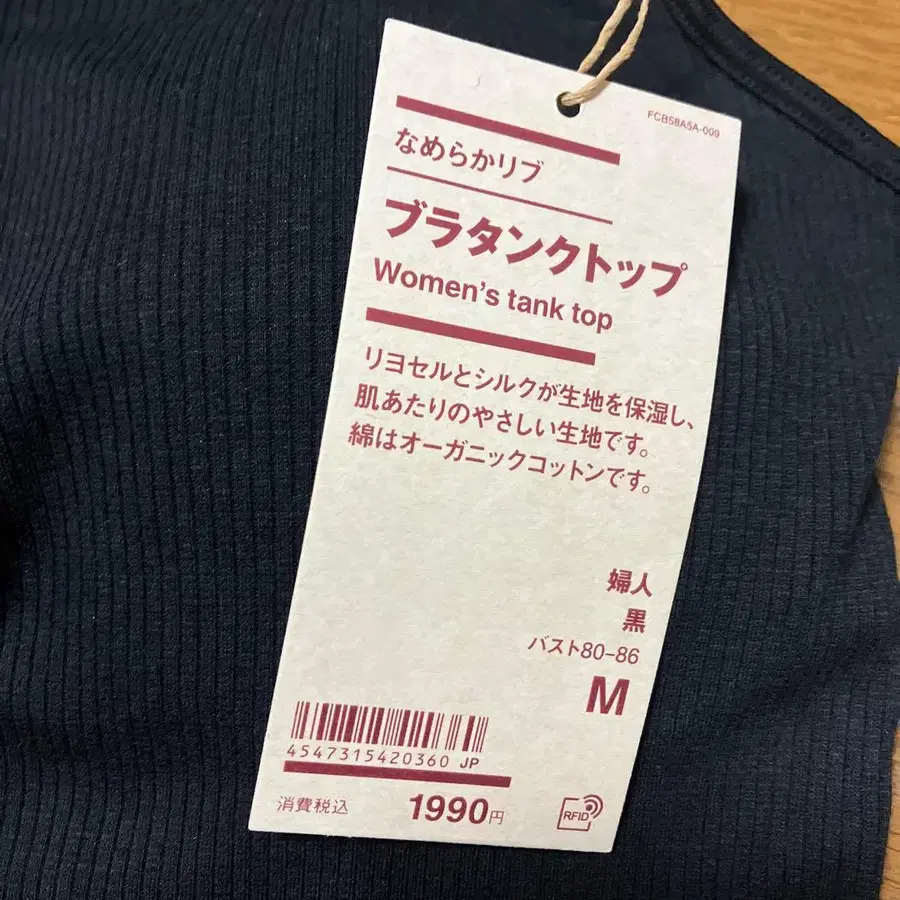 FCB58A5A-009
なめらかリブ
ブラタンクトップ
Women's tank top
リヨセルとシルクが生地を保湿し、
肌あたりのやさしい生地です。
綿はオーガニックコットンです。
婦人
黒
バスト80-86
M
4547315420360 JP
消費税込 1990円
RFID